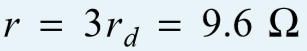 r = 3r_d = 9.6 Ω